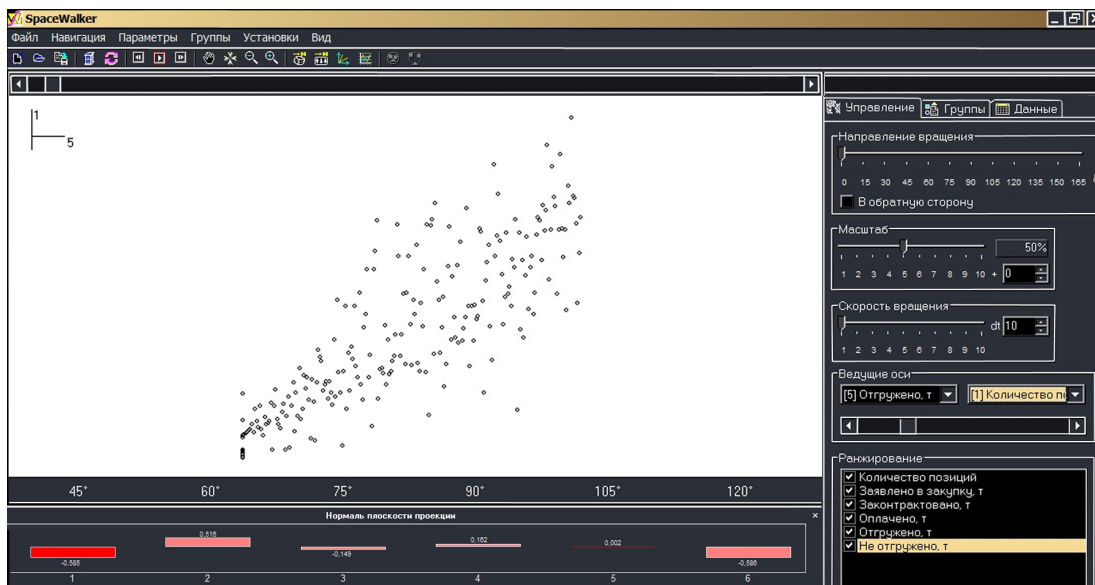 SpaceWalker
Файл Навигация Параметры Группы Установки Вид
1
5
Управление Группы Данные
Направление вращения
0 15 30 45 60 75 90 105 120 135 150 165
В обратную сторону
Масштаб
50%
1 2 3 4 5 6 7 8 9 10 + 0
Скорость вращения
dt 10
1 2 3 4 5 6 7 8 9 10
Ведущие оси
[5] Отгружено, т [1] Количество по
Ранжирование
Количество позиций
Заявлено в закупку, т
Законтрактовано, т
Оплачено, т
Отгружено, т
Не отгружено, т
45° 60° 75° 90° 105° 120°
Нормаль плоскости проекции
-0,585 0,516 -0,149 0,162 0,002 -0,586
1 2 3 4 5 6